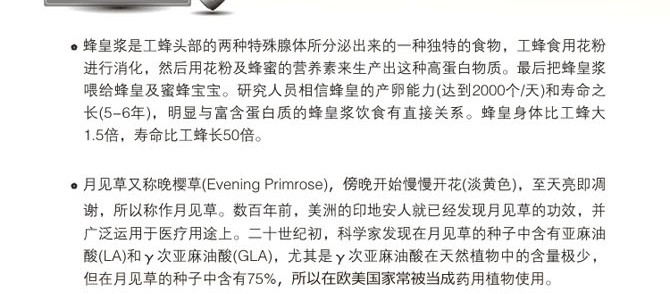 蜂皇浆是工蜂头部的两种特殊腺体所分泌出来的一种独特的食物，工蜂食用花粉
进行消化，然后用花粉及蜂蜜的营养素来生产出这种高蛋白物质。最后把蜂皇浆
喂给蜂皇及蜜蜂宝宝。研究人员相信蜂皇的产卵能力(达到2000个/天)和寿命之
长(5-6年)，明显与富含蛋白质的蜂皇浆饮食有直接关系。蜂皇身体比工蜂大
1.5倍，寿命比工蜂长50倍。
月见草又称晚樱草(Evening Primrose)，傍晚开始慢慢开花(淡黄色)，至天亮即凋
谢，所以称作月见草。数百年前，美洲的印地安人就已经发现月见草的功效，并
广泛运用于医疗用途上。二十世纪初，科学家发现在月见草的种子中含有亚麻油
酸(LA)和γ次亚麻油酸(GLA)，尤其是γ次亚麻油酸在天然植物中的含量极少，
但在月见草的种子中含有75%，所以在欧美国家常被当成药用植物使用。